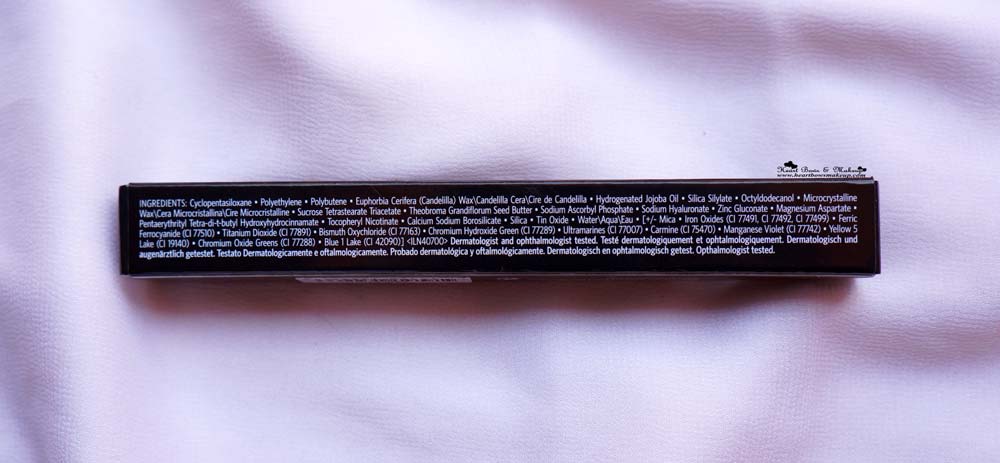 Heart Bows & Makeup
www.heartbowsmakeup.com
INGREDIENTS: Cyclopentasiloxane • Polyethylene • Polybutene • Euphorbia Cerifera (Candelilla) Wax\Candelilla Cera\Cire de Candelilla • Hydrogenated Jojoba Oil • Silica Silylate • Octyldodecanol • Microcrystalline
Wax\Cera Microcristallina\Cire Microcristalline • Sucrose Tetrastearate Triacetate • Theobroma Grandiflorum Seed Butter • Sodium Ascorbyl Phosphate • Sodium Hyaluronate • Zinc Gluconate • Magnesium Aspartate •
Pentaerythrityl Tetra-di-t-butyl Hydroxyhydrocinnamate • Tocopheryl Nicotinate • Calcium Sodium Borosilicate • Silica • Tin Oxide • Water\Aqua\Eau • [+/- Mica • Iron Oxides (CI 77491, CI 77492, CI 77499) • Ferric
Ferrocyanide (CI 77510) • Titanium Dioxide (CI 77891) • Bismuth Oxychloride (CI 77163) • Chromium Hydroxide Green (CI 77289) • Ultramarines (CI 77007) • Carmine (CI 75470) • Manganese Violet (CI 77742) • Yellow 5
Lake (CI 19140) • Chromium Oxide Greens (CI 77288) • Blue 1 Lake (CI 42090)] <ILN40700> Dermatologist and ophthalmologist tested. Testé dermatologiquement et ophtalmologiquement. Dermatologisch und
augenärztlich getestet. Testato Dermatologicamente e oftalmologicamente. Probado dermatológica y oftalmológicamente. Dermatologisch en ophtalmologisch getest. Opthalmologist tested.